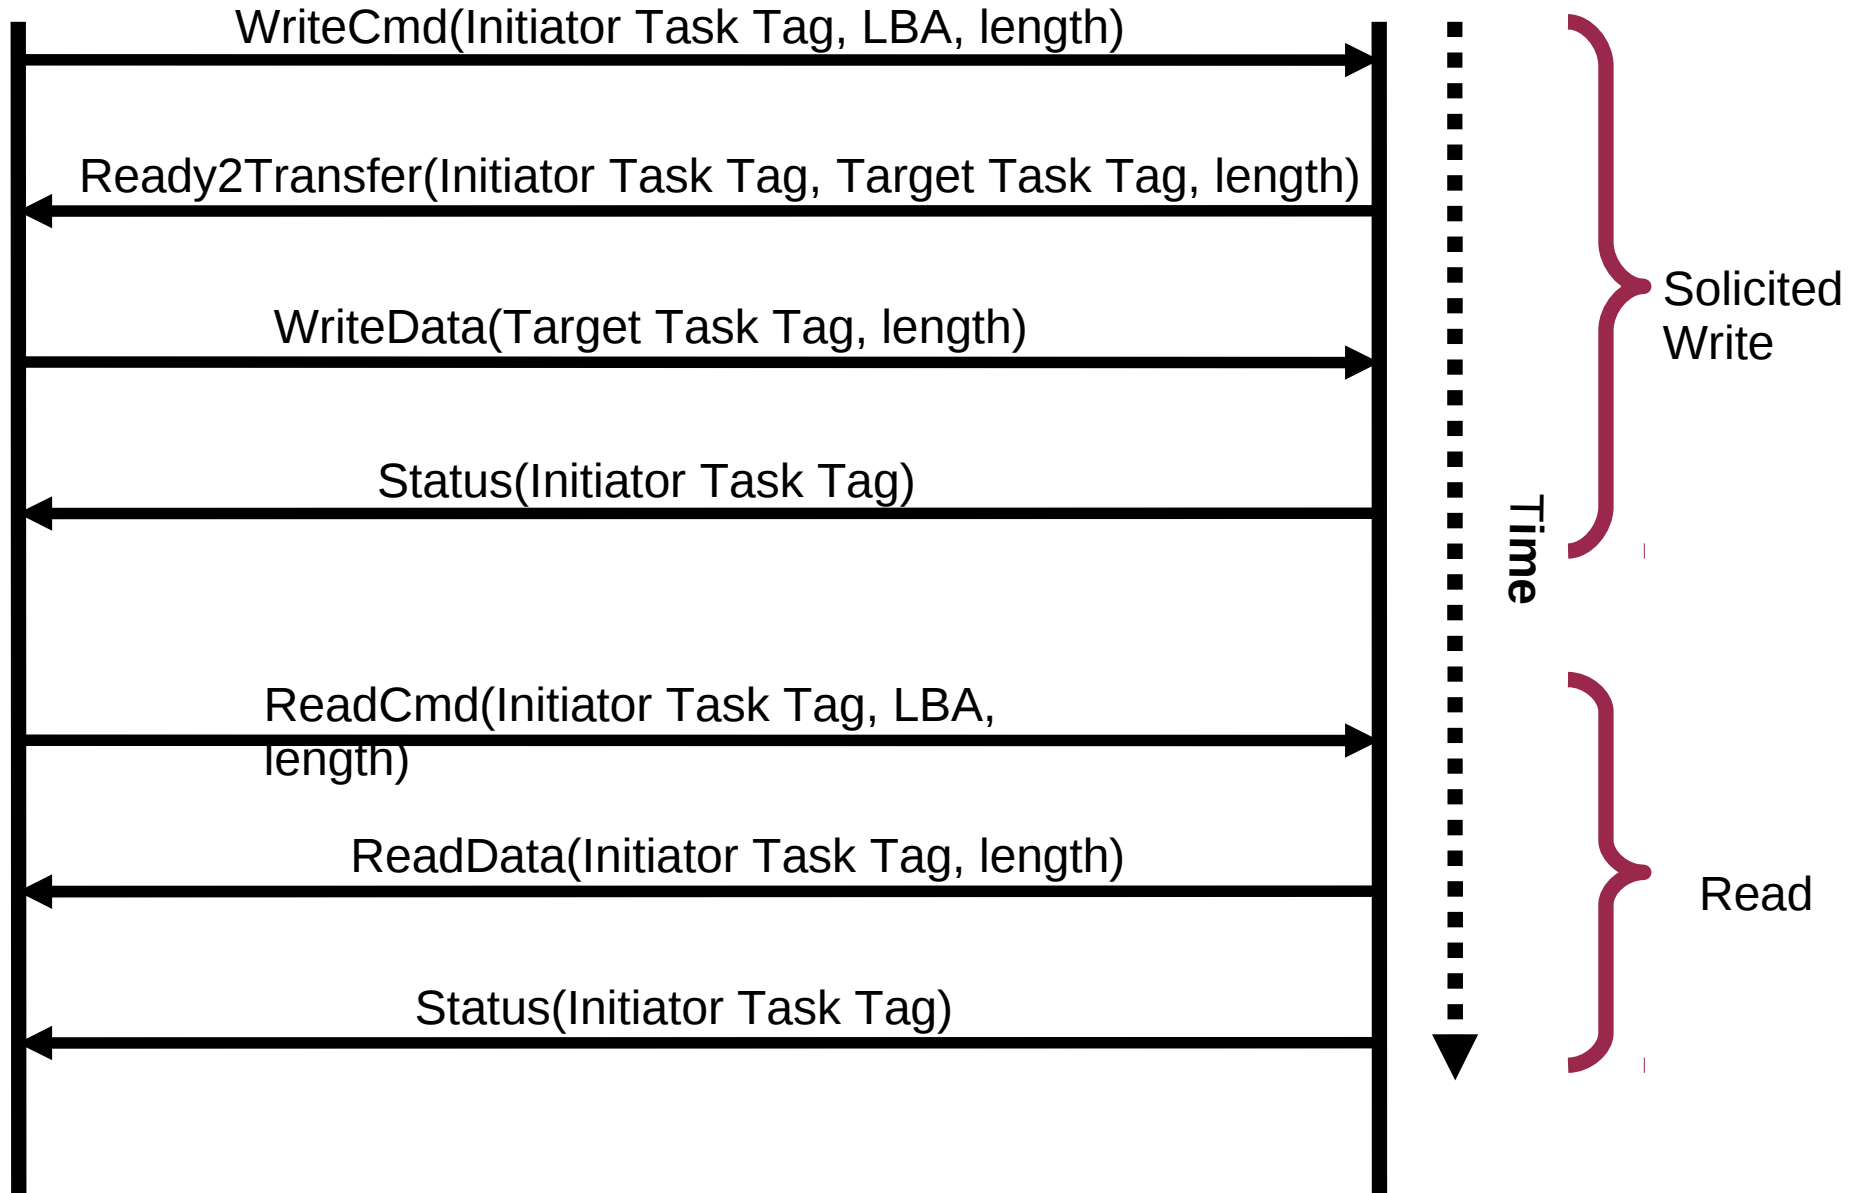 WriteCmd(Initiator Task Tag, LBA, length)
Ready2Transfer(Initiator Task Tag, Target Task Tag, length)
WriteData(Target Task Tag, length)
Status(Initiator Task Tag)
Solicited
Write
Time
ReadCmd(Initiator Task Tag, LBA,
length)
ReadData(Initiator Task Tag, length)
Status(Initiator Task Tag)
Read